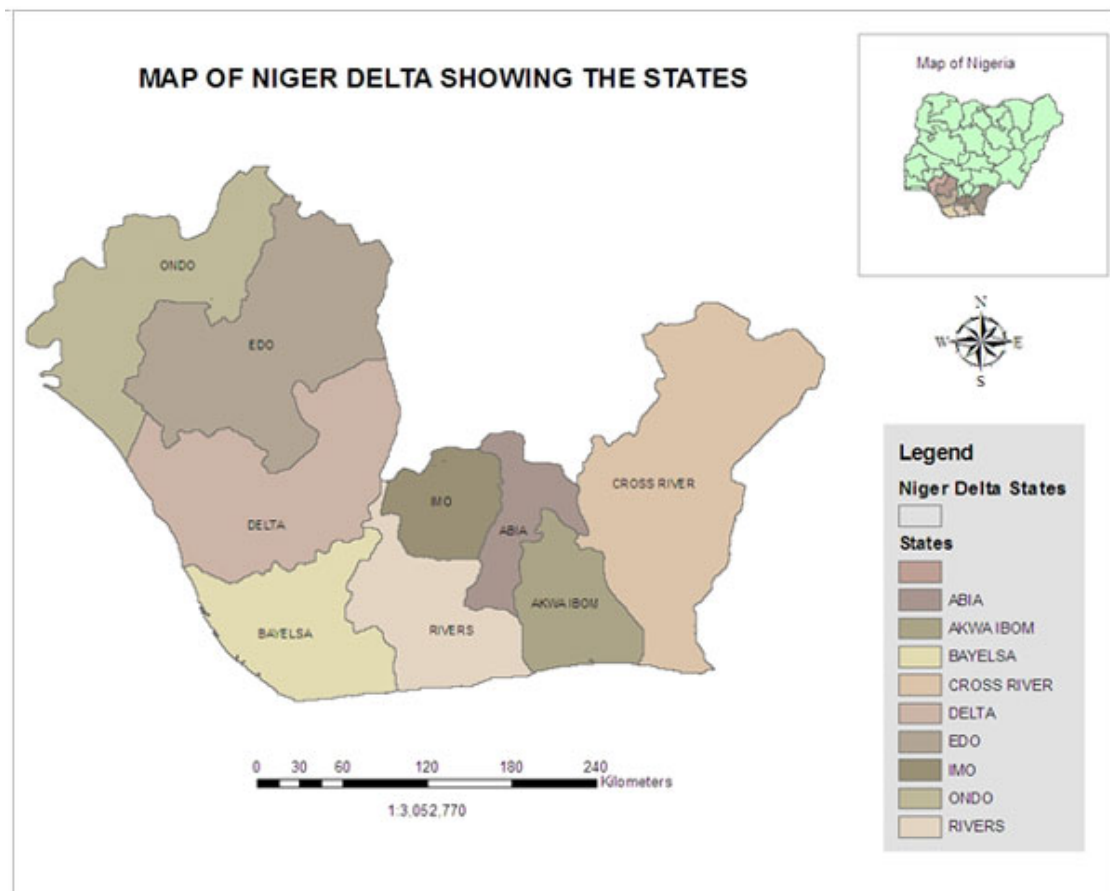 MAP OF NIGER DELTA SHOWING THE STATES
Map of Nigeria
N
W E
S
ONDO
EDO
DELTA
IMO
ABIA
CROSS RIVER
AKWA IBOM
BAYELSA
RIVERS
Legend
Niger Delta States
States
ABIA
AKWA IBOM
BAYELSA
CROSS RIVER
DELTA
EDO
IMO
ONDO
RIVERS
0 30 60 120 180 240
Kilometers
1:3,052,770